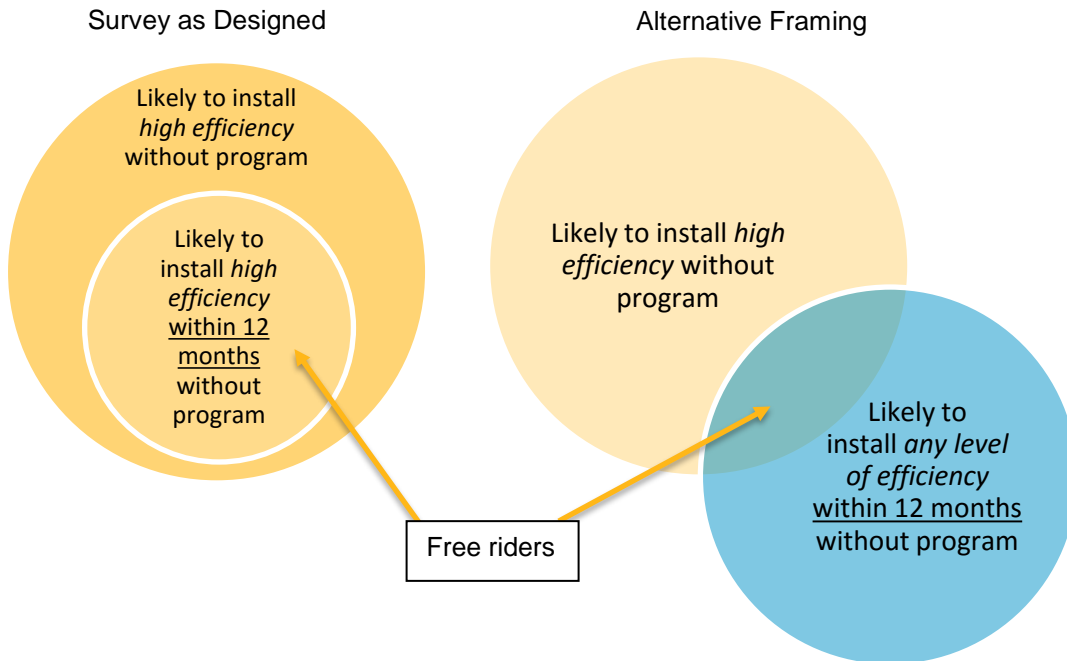 Survey as Designed
Alternative Framing
Likely to install
high efficiency
without program
Likely to
install high
efficiency
within 12
months
without
program
Likely to install high
efficiency without
program
Likely to
install any level
of efficiency
within 12 months
without program
Free riders